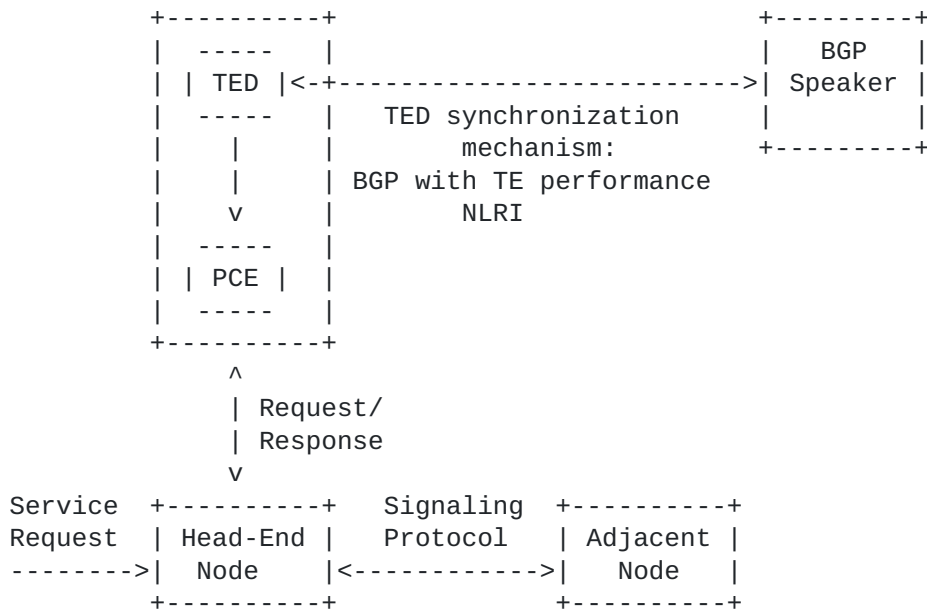 +----------+                           +---------+
|  -----   |                           |   BGP   |
| | TED |<-+-------------------------->| Speaker |
|  -----   |   TED synchronization     |         |
|    |     |        mechanism:         +---------+
|    |     | BGP with TE performance
|    v     |        NLRI
|  -----   |
| | PCE |  |
|  -----   |
+----------+
^
| Request/
| Response
v
Service  +----------+   Signaling  +----------+
Request  | Head-End |   Protocol   | Adjacent |
-------->|  Node    |<------------>|   Node   |
+----------+              +----------+